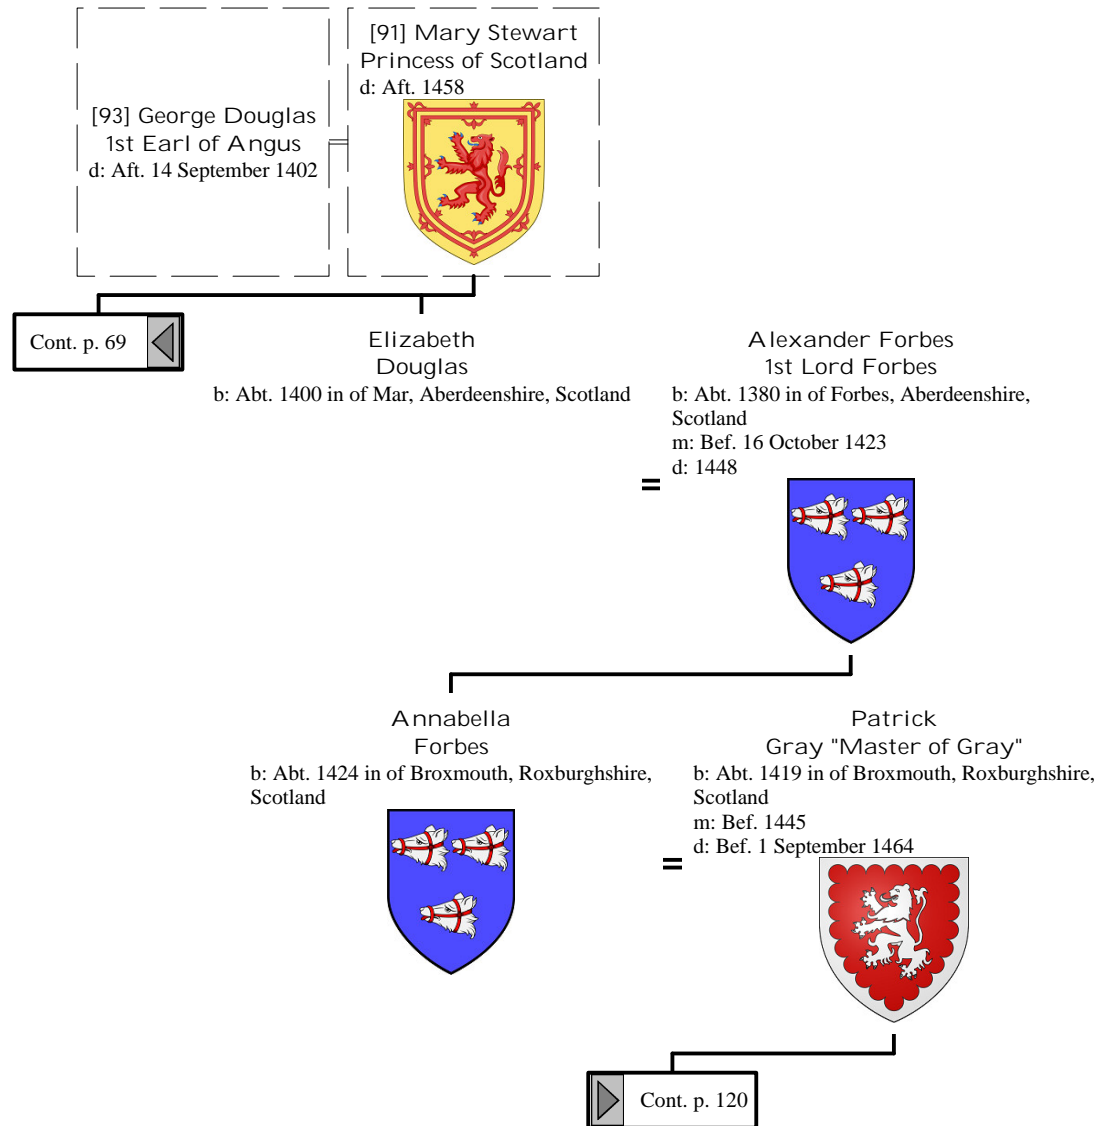 [93] George Douglas
1st Earl of Angus
d: Aft. 14 September 1402
[91] Mary Stewart
Princess of Scotland
d: Aft. 1458
Cont. p. 69
Elizabeth
Douglas
b: Abt. 1400 in of Mar, Aberdeenshire, Scotland
=
Alexander Forbes
1st Lord Forbes
b: Abt. 1380 in of Forbes, Aberdeenshire,
Scotland
m: Bef. 16 October 1423
d: 1448
Annabella
Forbes
b: Abt. 1424 in of Broxmouth, Roxburghshire,
Scotland
=
Patrick
Gray "Master of Gray"
b: Abt. 1419 in of Broxmouth, Roxburghshire,
Scotland
m: Bef. 1445
d: Bef. 1 September 1464
Cont. p. 120